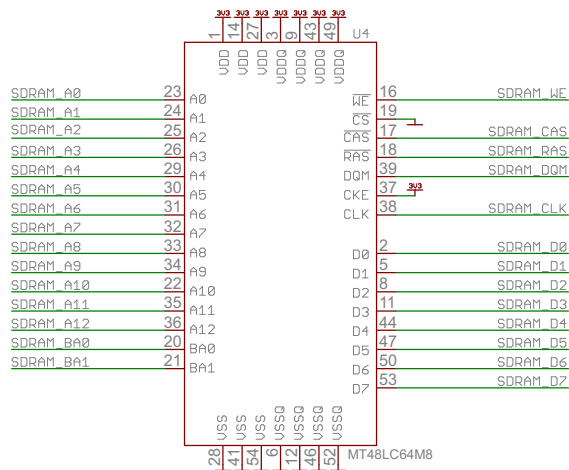 3V3 3V3 3V3 3V3 3V3 3V3 3V3
1 14 27 3 9 43 49 U4
VDD VDD VDD VDDQ VDDQ VDDQ VDDQ
SDRAM_A0 23 A0 WE 16 SDRAM_WE
SDRAM_A1 24 A1 CS 19
SDRAM_A2 25 A2 CAS 17 SDRAM_CAS
SDRAM_A3 26 A3 RAS 18 SDRAM_RAS
SDRAM_A4 29 A4 DQM 39 SDRAM_DQM
SDRAM_A5 30 A5 CKE 37 3V3
SDRAM_A6 31 A6 CLK 38 SDRAM_CLK
SDRAM_A7 32 A7
SDRAM_A8 33 A8 D0 2 SDRAM_D0
SDRAM_A9 34 A9 D1 5 SDRAM_D1
SDRAM_A10 22 A10 D2 8 SDRAM_D2
SDRAM_A11 35 A11 D3 11 SDRAM_D3
SDRAM_A12 36 A12 D4 44 SDRAM_D4
SDRAM_BA0 20 BA0 D5 47 SDRAM_D5
SDRAM_BA1 21 BA1 D6 50 SDRAM_D6
D7 53 SDRAM_D7
VSS VSS VSS VSSQ VSSQ VSSQ VSSQ
28 41 54 6 12 46 52 MT48LC64M8